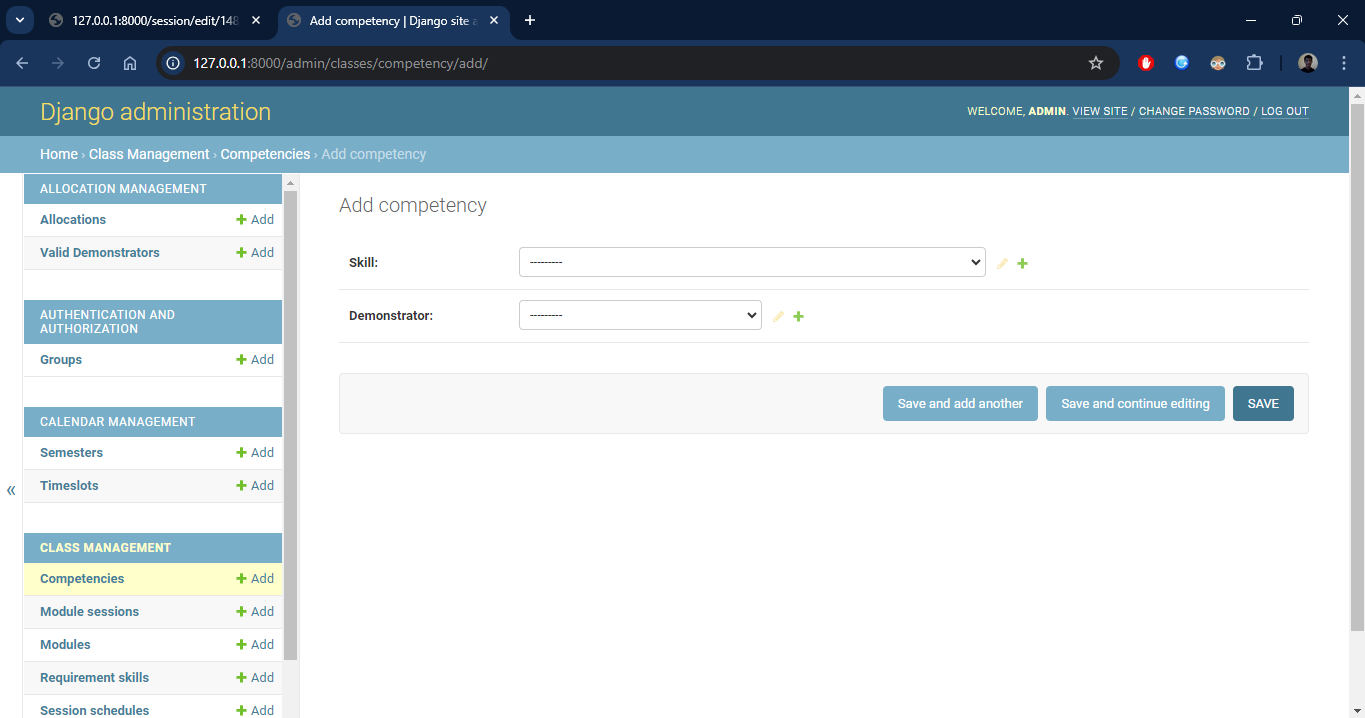 127.0.0.1:8000/session/edit/148
Add competency | Django site a
127.0.0.1:8000/admin/classes/competency/add/
Django administration
WELCOME, ADMIN. VIEW SITE / CHANGE PASSWORD / LOG OUT
Home › Class Management › Competencies › Add competency
ALLOCATION MANAGEMENT
Allocations + Add
Valid Demonstrators + Add
AUTHENTICATION AND
AUTHORIZATION
Groups + Add
CALENDAR MANAGEMENT
Semesters + Add
Timeslots + Add
«
CLASS MANAGEMENT
Competencies + Add
Module sessions + Add
Modules + Add
Requirement skills + Add
Session schedules + Add
Add competency
Skill: ---------
Demonstrator: ---------
Save and add another Save and continue editing SAVE